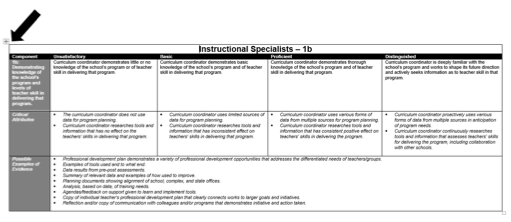 Instructional Specialists – 1b
Component
Unsatisfactory
Basic
Proficient
Distinguished
1b:
Demonstrating
knowledge of
the school's
program and
levels of
teacher skill in
delivering that
program.
Curriculum coordinator demonstrates little or no
knowledge of the school's program or of teacher
skill in delivering that program.
Curriculum coordinator demonstrates basic
knowledge of the school's program and of teacher
skill in delivering that program.
Curriculum coordinator demonstrates thorough
knowledge of the school's program and of teacher
skill in delivering that program.
Curriculum coordinator is deeply familiar with the
school's program and works to shape its future direction
and actively seeks information as to teacher skill in that
program.
Critical
Attributes
• The curriculum coordinator does not use
data for program planning.
• Curriculum coordinator researches tools and
information that has no effect on the
teachers' skills in delivering that program.
• Curriculum coordinator uses limited sources of
data for program planning.
• Curriculum coordinator researches tools and
information that has inconsistent effect on
teachers' skills in delivering that program.
• Curriculum coordinator uses various forms of
data from multiple sources for program planning.
• Curriculum coordinator researches tools and
information that has consistent positive effect on
teachers' skills in delivering that program.
• Curriculum coordinator proactively uses various
forms of data from multiple sources in anticipation
of program needs.
• Curriculum coordinator continuously researches
tools and information that assesses teachers' skills
for delivering the program, including collaboration
with other schools.
Possible
Examples of
Evidence
• Professional development plan demonstrates a variety of professional development opportunities that addresses the differentiated needs of teachers/groups.
• Examples of tools used and to what end.
• Data results from pre-post assessments.
• Summary of relevant data and examples of how used to improve.
• Planning documents showing alignment of school, complex, and state offices.
• Analysis, based on data, of training needs.
• Agendas/feedback on support given to learn and implement tools.
• Copy of individual teacher's professional development plan that clearly connects works to larger goals and initiatives.
• Reflection and/or copy of communication with colleagues and/or programs that demonstrates initiative and action taken.